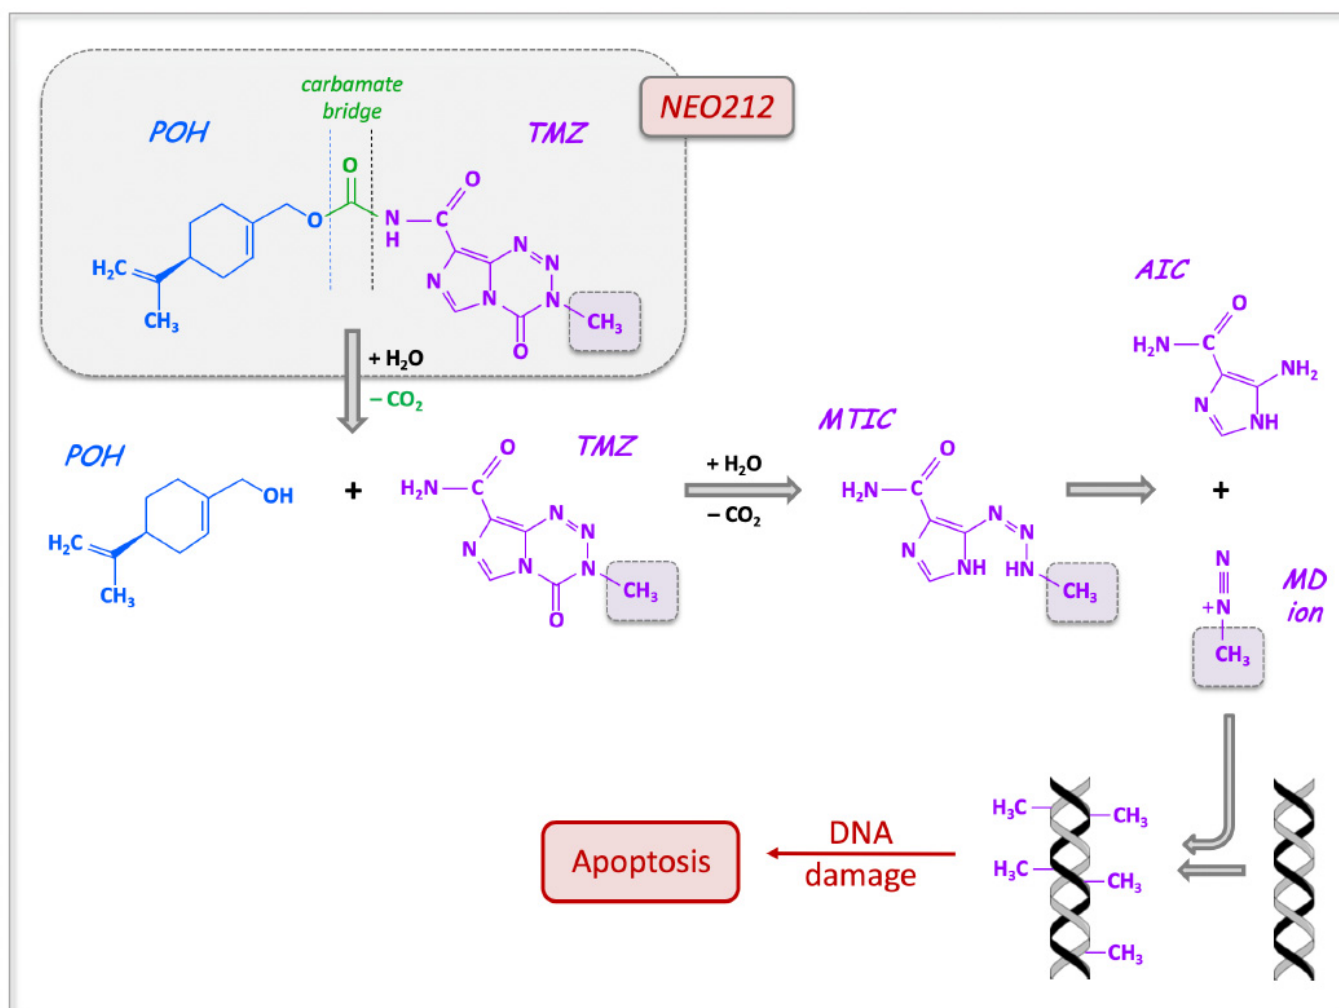 carbamate
bridge
NEO212
POH
TMZ
O
O
O
N
H
C
N
N
N
N
N
H₂C
CH₃
CH₃
O
+ H₂O
– CO₂
AIC
O
H₂N
C
NH₂
N
NH
POH
OH
H₂C
CH₃
+
TMZ
O
H₂N
C
N
N
N
N
N
CH₃
O
+ H₂O
– CO₂
MTIC
O
H₂N
C
N
N
N
NH
HN
CH₃
+
N
+N
CH₃
MD
ion
H₃C
CH₃
H₃C
CH₃
CH₃
DNA
damage
Apoptosis